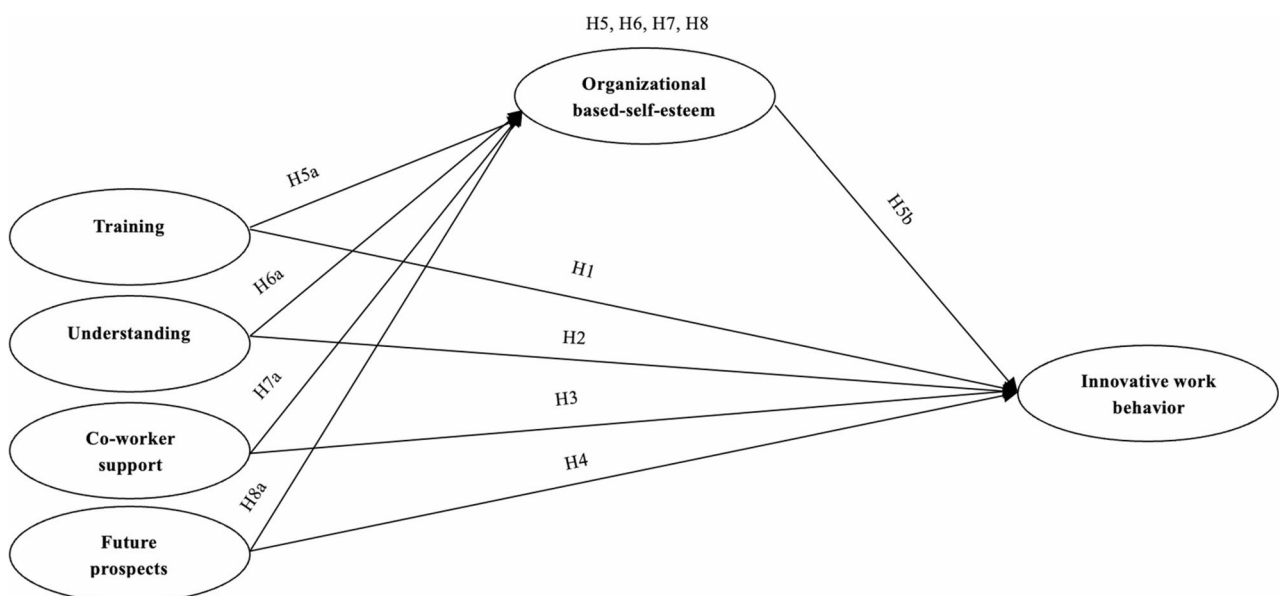 H5, H6, H7, H8
Organizational
based-self-esteem
H5a
H5b
Training
H1
H6a
Understanding
H2
H7a
Innovative work
behavior
H3
Co-worker
support
H4
H8a
Future
prospects